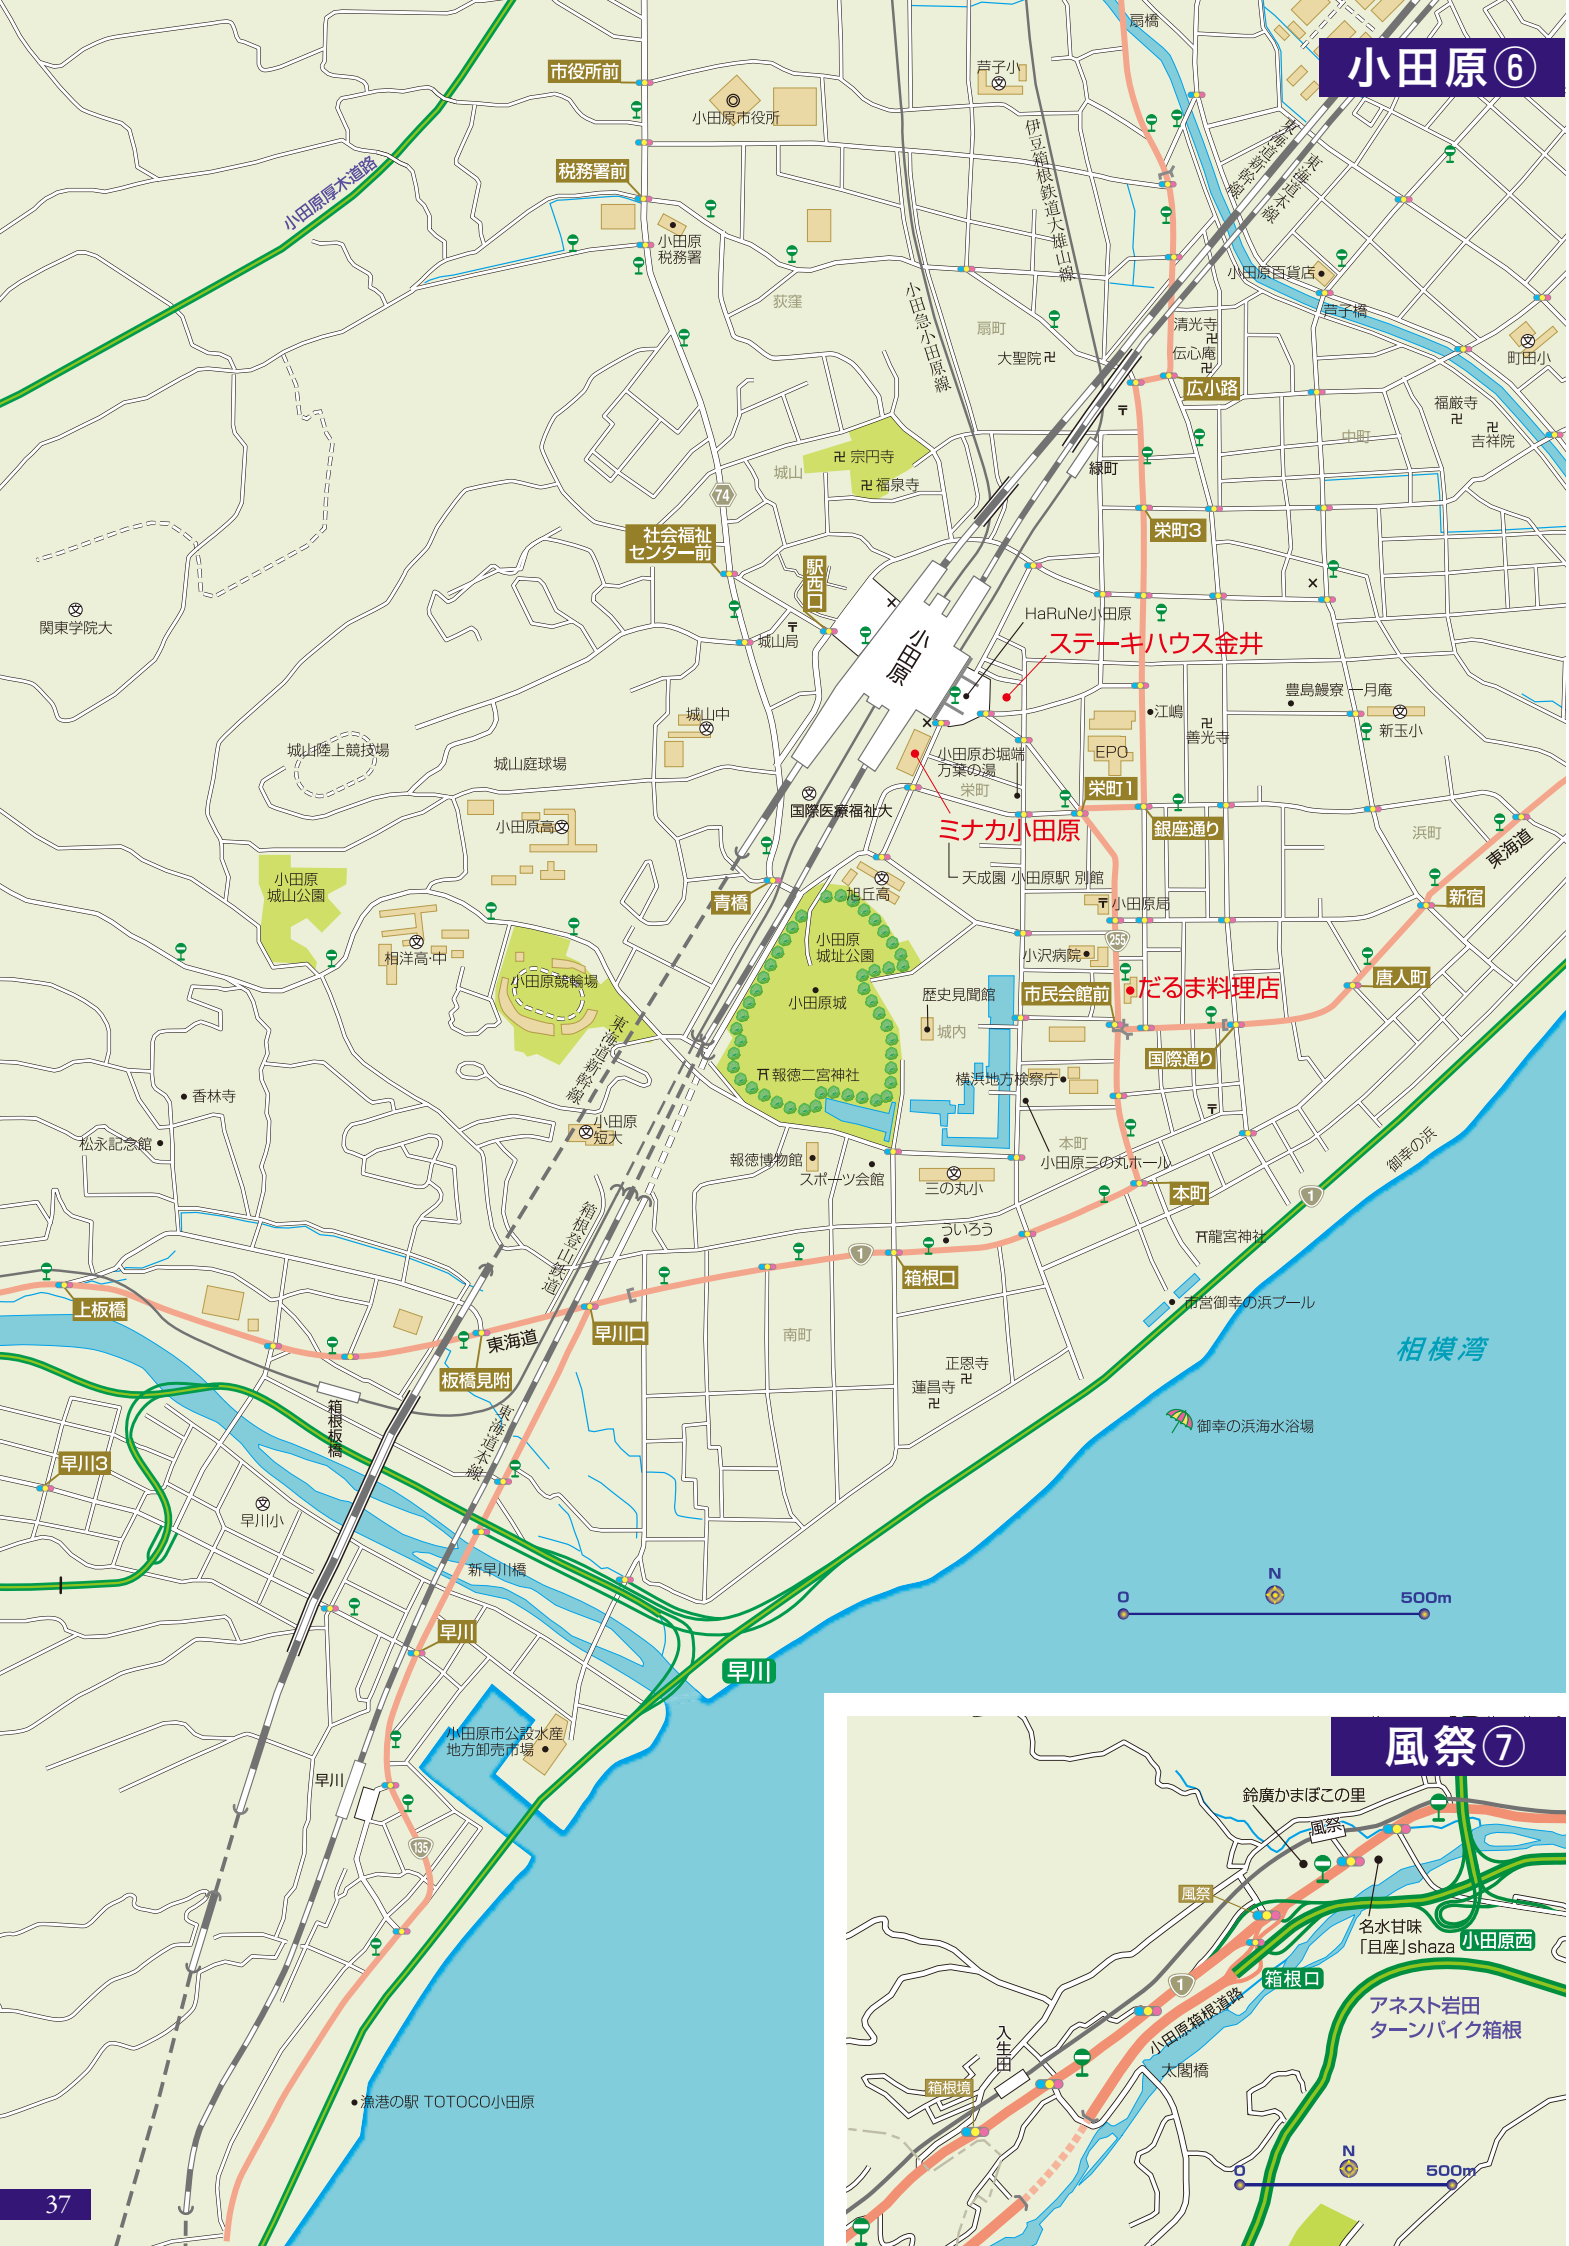 小田原⑥
扇橋
市役所前
芦子小
小田原市役所
税務署前
小田原厚木道路
小田原
税務署
伊豆箱根鉄道大雄山線
東海道新幹線
東海道本線
小田原百貨店
芦子橋
荻窪
小田急小田原線
扇町
大聖院
清光寺
伝心庵
町田小
広小路
福厳寺
吉祥院
中町
宗円寺
城山
福泉寺
緑町
74
栄町3
社会福祉
センター前
駅西口
関東学院大
城山局
HaRuNe小田原
小田原
ステーキハウス金井
豊島鰻寮 一月庵
城山中
江嶋
善光寺
新玉小
城山陸上競技場
城山庭球場
小田原お堀端
万葉の湯
栄町
EPO
栄町1
国際医療福祉大
小田原高
ミナカ小田原
銀座通り
浜町
東海道
小田原
城山公園
天成園 小田原駅 別館
旭丘高
青橋
小田原局
新宿
255
相洋高・中
小田原
城址公園
小沢病院
唐人町
小田原競輪場
小田原城
歴史見聞館
市民会館前
だるま料理店
東海道新幹線
城内
国際通り
香林寺
報徳二宮神社
横浜地方検察庁
小田原
短大
松永記念館
本町
御幸の浜
報徳博物館
スポーツ会館
小田原三の丸ホール
三の丸小
本町
1
箱根登山鉄道
ういろう
龍宮神社
1
箱根口
上板橋
市営御幸の浜プール
早川口
東海道
南町
相模湾
板橋見附
正恩寺
蓮昌寺
箱根板橋
東海道本線
御幸の浜海水浴場
早川3
早川小
新早川橋
N
0
500m
早川
早川
小田原市公設水産
地方卸売市場
早川
135
漁港の駅 TOTOCO小田原
37
風祭⑦
鈴廣かまぼこの里
風祭
風祭
名水甘味
「且座」shaza
小田原西
箱根口
1
アネスト岩田
ターンパイク箱根
小田原箱根道路
入生田
太閤橋
箱根境
N
0
500m